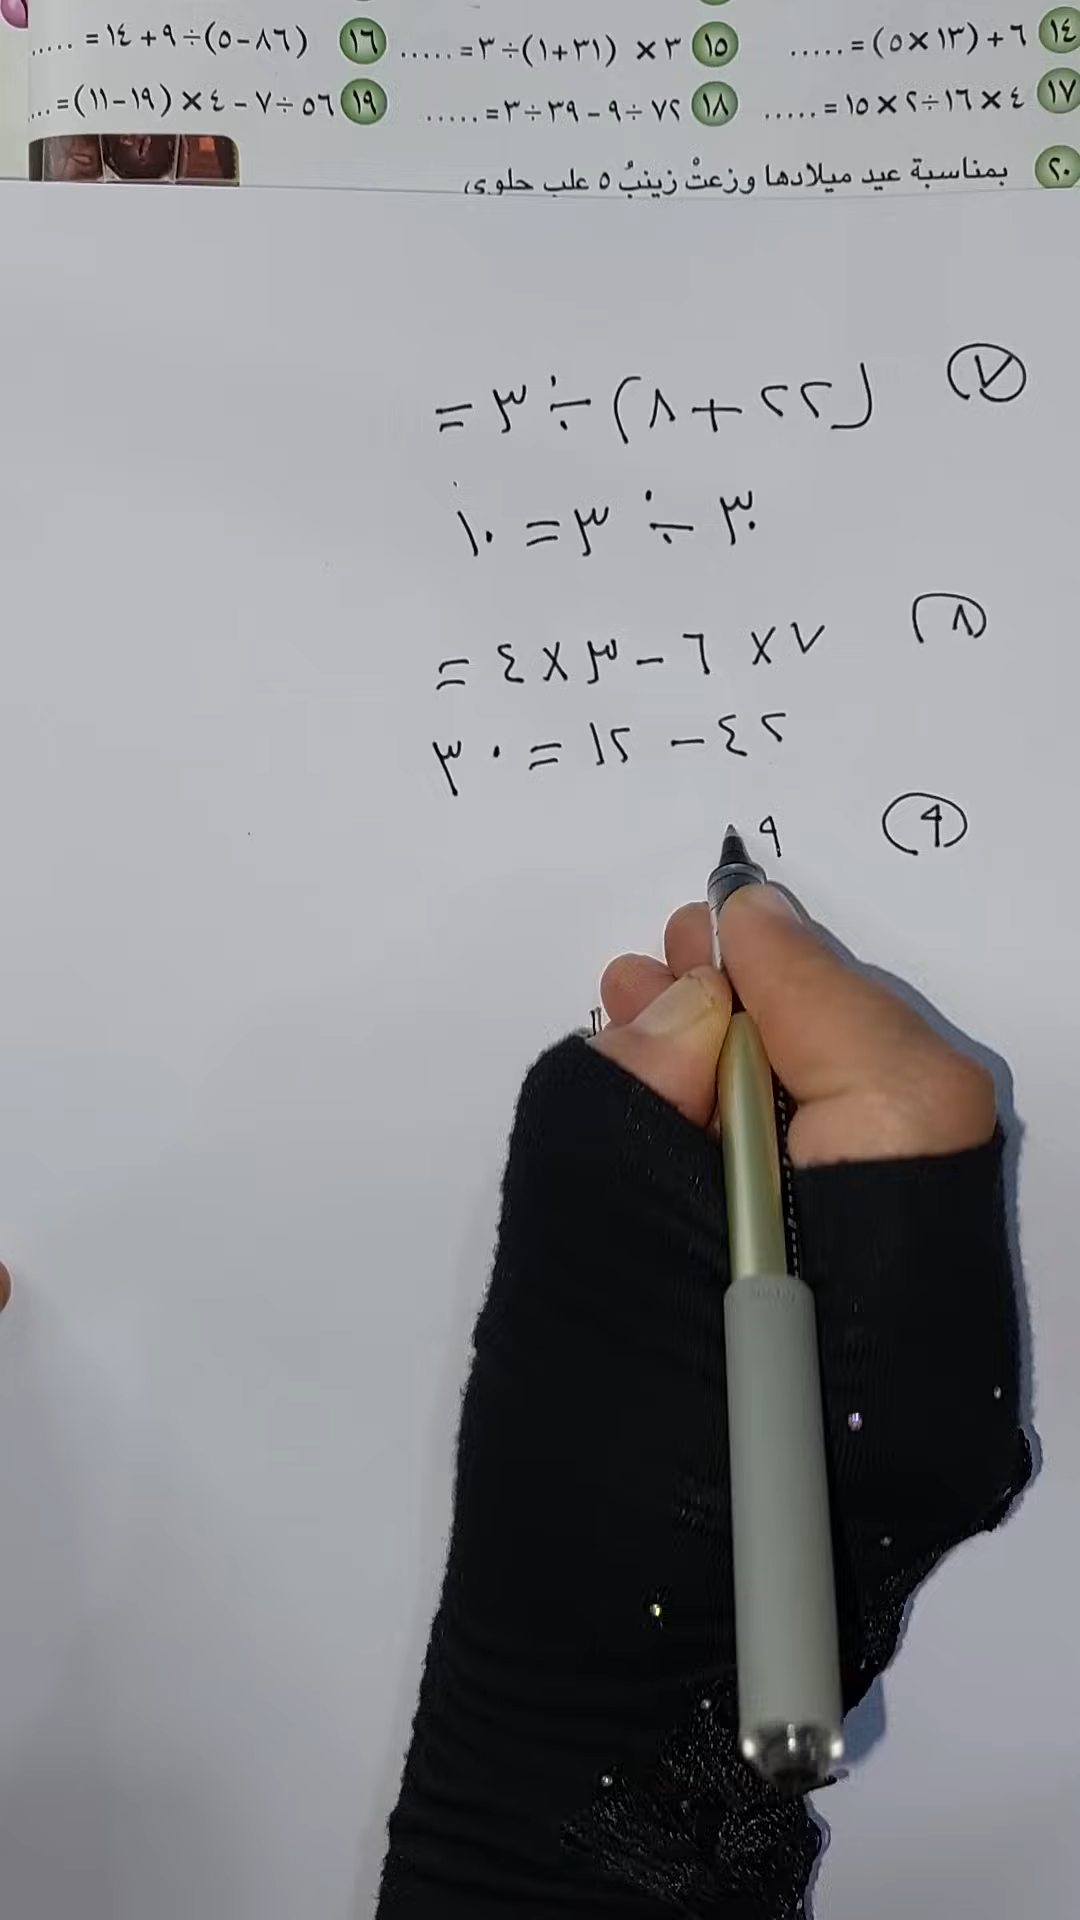 ١٤ ٦ + (١٣ × ٥) = ..... ١٥ ٣ × (٣١+١) ÷ ٣ = ..... ١٦ (٨٦-٥) ÷ ٩ + ١٤ = .....
١٧ ٤ × ١٦ ÷ ٢ × ١٥ = ..... ١٨ ٧٢ ÷ ٩ - ٣٩ ÷ ٣ = ..... ١٩ ٥٦ ÷ ٧ - ٤ × (١٩-١١) = ...
٢٠ بمناسبة عيد ميلادها وزعتْ زينبُ ٥ علب حلوى
٧ (٢٢ + ٨) ÷ ٣ =
٣٠ ÷ ٣ = ١٠
٨ ٧ × ٦ - ٣ × ٤ =
٤٢ - ١٢ = ٣٠
٩ ٩